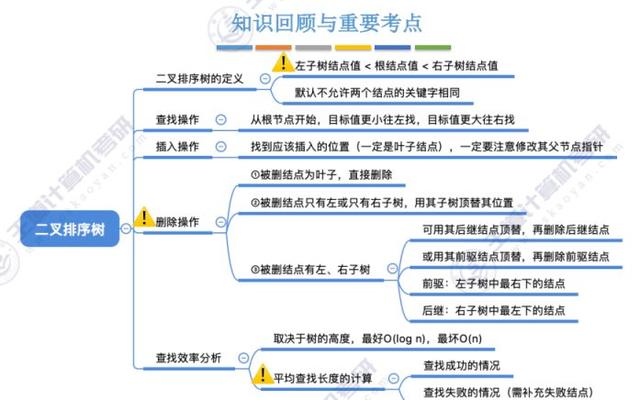 知识回顾与重要考点
左子树结点值 < 根结点值 < 右子树结点值
二叉排序树的定义
默认不允许两个结点的关键字相同
查找操作
从根节点开始，目标值更小往左找，目标值更大往右找
插入操作
找到应该插入的位置（一定是叶子结点），一定要注意修改其父节点指针
①被删结点为叶子，直接删除
②被删结点只有左或只有右子树，用其子树顶替其位置
删除操作
二叉排序树
可用其后继结点顶替，再删除后继结点
或用其前驱结点顶替，再删除前驱结点
③被删结点有左、右子树
前驱：左子树中最右下的结点
后继：右子树中最左下的结点
取决于树的高度，最好O(log n)，最坏O(n)
查找效率分析
查找成功的情况
平均查找长度的计算
查找失败的情况（需补充失败结点）